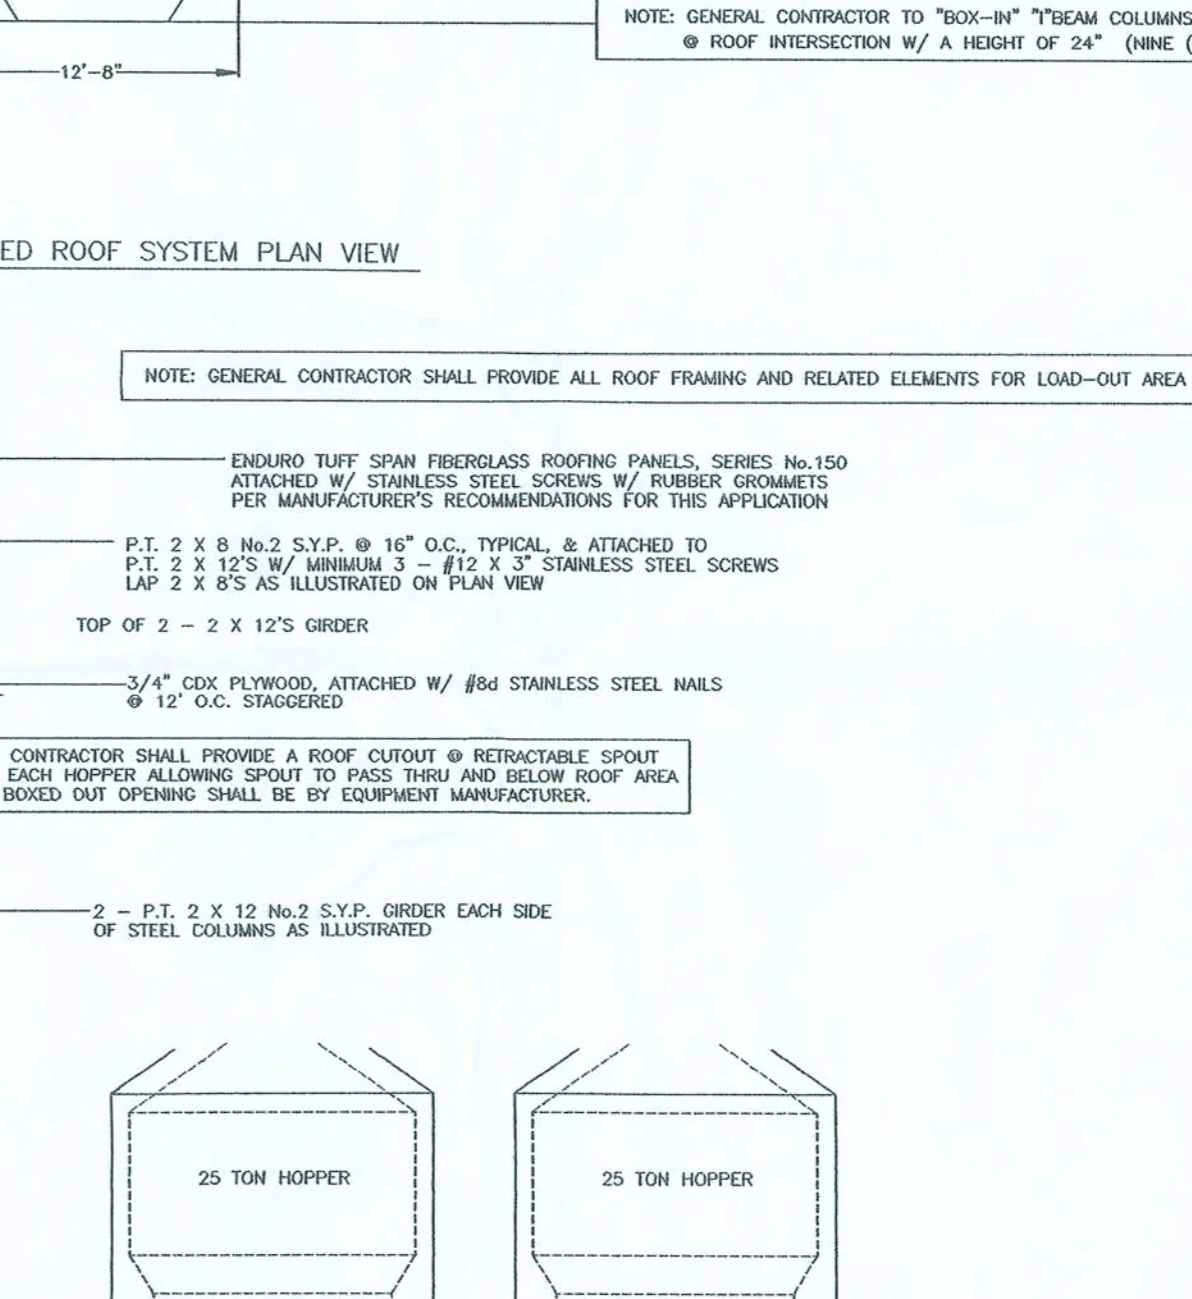 NOTE: GENERAL CONTRACTOR TO "BOX-IN" "I"BEAM COLUMNS
@ ROOF INTERSECTION W/ A HEIGHT OF 24" (NINE (
12'-8"
ED ROOF SYSTEM PLAN VIEW
NOTE: GENERAL CONTRACTOR SHALL PROVIDE ALL ROOF FRAMING AND RELATED ELEMENTS FOR LOAD-OUT AREA
ENDURO TUFF SPAN FIBERGLASS ROOFING PANELS, SERIES No.150
ATTACHED W/ STAINLESS STEEL SCREWS W/ RUBBER GROMMETS
PER MANUFACTURER'S RECOMMENDATIONS FOR THIS APPLICATION
P.T. 2 X 8 No.2 S.Y.P. @ 16" O.C., TYPICAL, & ATTACHED TO
P.T. 2 X 12'S W/ MINIMUM 3 - #12 X 3" STAINLESS STEEL SCREWS
LAP 2 X 8'S AS ILLUSTRATED ON PLAN VIEW
TOP OF 2 - 2 X 12'S GIRDER
3/4" CDX PLYWOOD, ATTACHED W/ #8d STAINLESS STEEL NAILS
@ 12' O.C. STAGGERED
CONTRACTOR SHALL PROVIDE A ROOF CUTOUT @ RETRACTABLE SPOUT
EACH HOPPER ALLOWING SPOUT TO PASS THRU AND BELOW ROOF AREA
BOXED OUT OPENING SHALL BE BY EQUIPMENT MANUFACTURER.
2 - P.T. 2 X 12 No.2 S.Y.P. GIRDER EACH SIDE
OF STEEL COLUMNS AS ILLUSTRATED
25 TON HOPPER
25 TON HOPPER